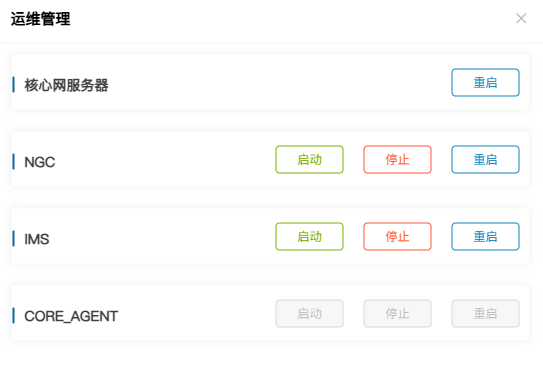 运维管理
核心网服务器 重启
NGC 启动 停止 重启
IMS 启动 停止 重启
CORE_AGENT 启动 停止 重启